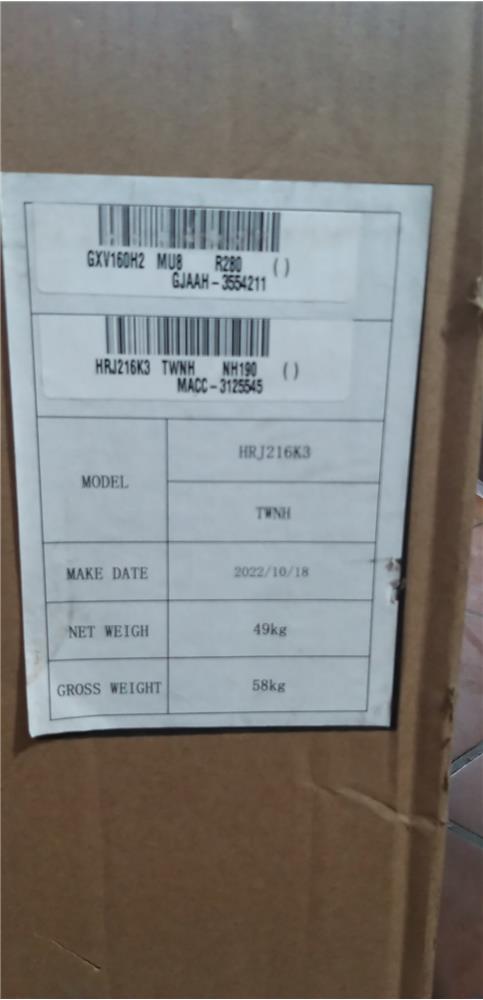 GXV160H2 MU8 R280 ( )
GJAAH-3554211
HRJ216K3 TWNH NH190 ( )
MACC-3125545
MODEL
HRJ216K3
TWNH
MAKE DATE 2022/10/18
NET WEIGH 49kg
GROSS WEIGHT 58kg